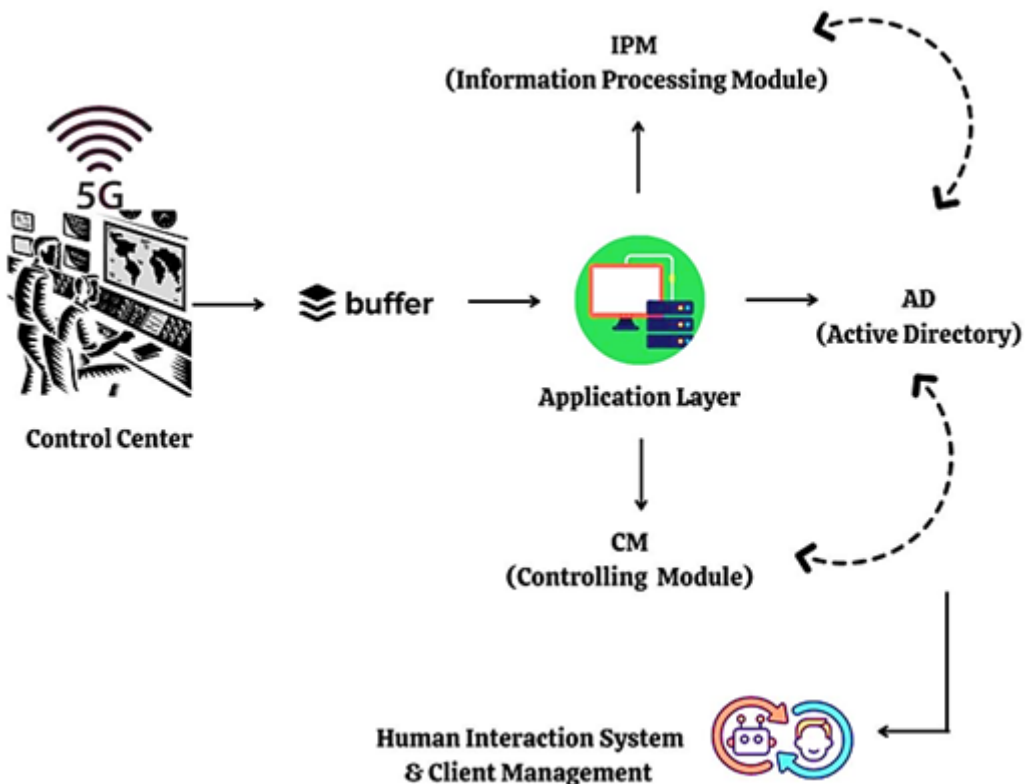 IPM
(Information Processing Module)
5G
buffer
AD
(Active Directory)
Application Layer
Control Center
CM
(Controlling Module)
Human Interaction System
& Client Management